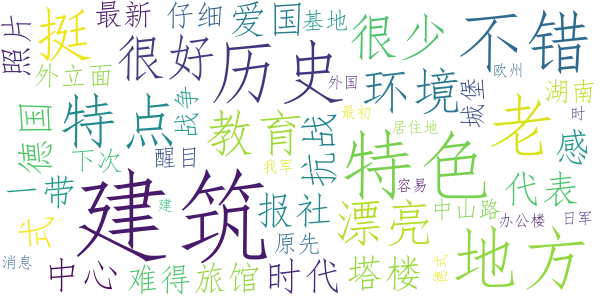 照片
最新
仔细
爱国
基地
很少
不错
挺
很好
历史
外立面
外国
环境
欧州
城堡
湖南
德国
特点
战争
教育
抗战
最初
居住地
老
时
感
下次
醒目
我军
特色
一带
建筑
容易
代表
式
建
报社
漂亮
中山路
办公楼
日军
原先
地方
消息
中心
难得
旅馆
时代
塔楼
德式